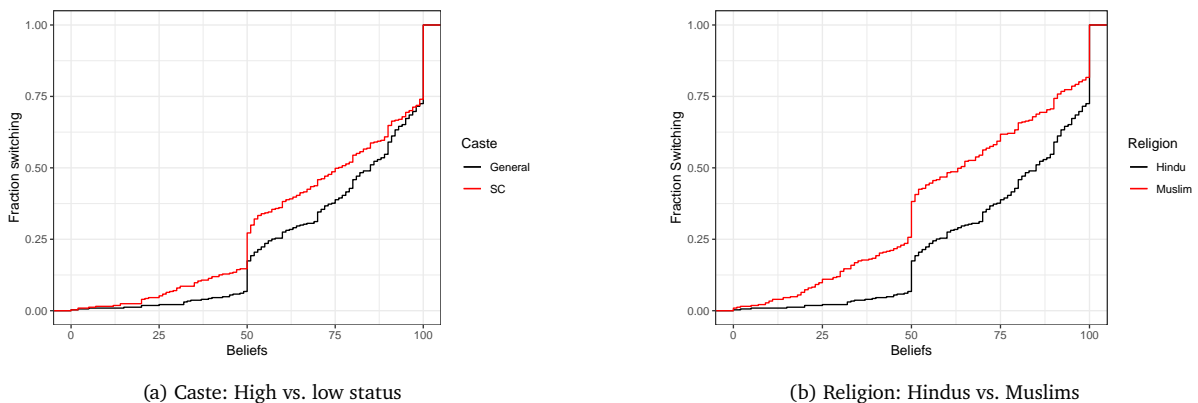 1.00
0.75
0.50
0.25
0.00
Fraction switching
0 25 50 75 100
Beliefs
Caste
General
SC
(a) Caste: High vs. low status
1.00
0.75
0.50
0.25
0.00
Fraction Switching
0 25 50 75 100
Beliefs
Religion
Hindu
Muslim
(b) Religion: Hindus vs. Muslims